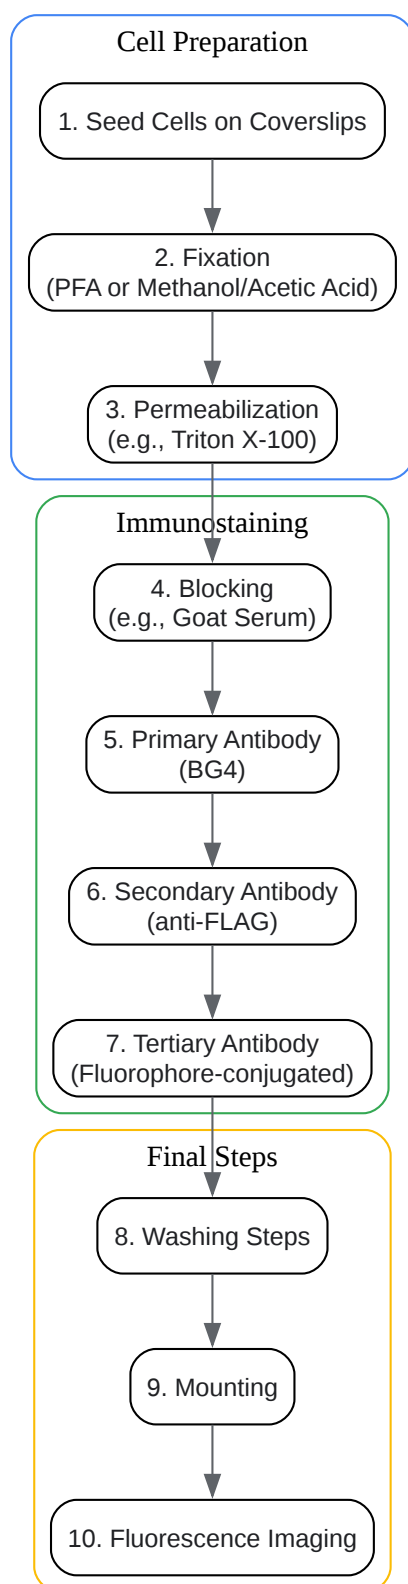 Cell Preparation
1. Seed Cells on Coverslips
2. Fixation
(PFA or Methanol/Acetic Acid)
3. Permeabilization
(e.g., Triton X-100)
Immunostaining
4. Blocking
(e.g., Goat Serum)
5. Primary Antibody
(BG4)
6. Secondary Antibody
(anti-FLAG)
7. Tertiary Antibody
(Fluorophore-conjugated)
Final Steps
8. Washing Steps
9. Mounting
10. Fluorescence Imaging